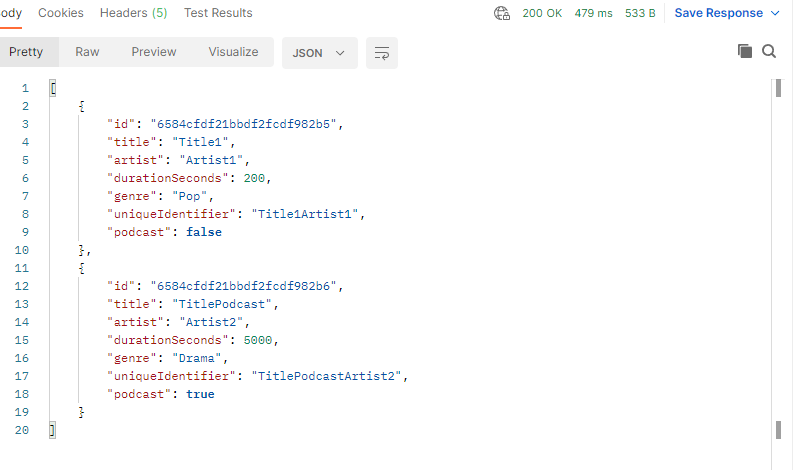 ody Cookies Headers (5) Test Results 200 OK 479 ms 533 B Save Response
Pretty Raw Preview Visualize JSON
1 [
2 {
3 "id": "6584cfdf21bbdf2fcdf982b5",
4 "title": "Title1",
5 "artist": "Artist1",
6 "durationSeconds": 200,
7 "genre": "Pop",
8 "uniqueIdentifier": "Title1Artist1",
9 "podcast": false
10 },
11 {
12 "id": "6584cfdf21bbdf2fcdf982b6",
13 "title": "TitlePodcast",
14 "artist": "Artist2",
15 "durationSeconds": 5000,
16 "genre": "Drama",
17 "uniqueIdentifier": "TitlePodcastArtist2",
18 "podcast": true
19 }
20 ]